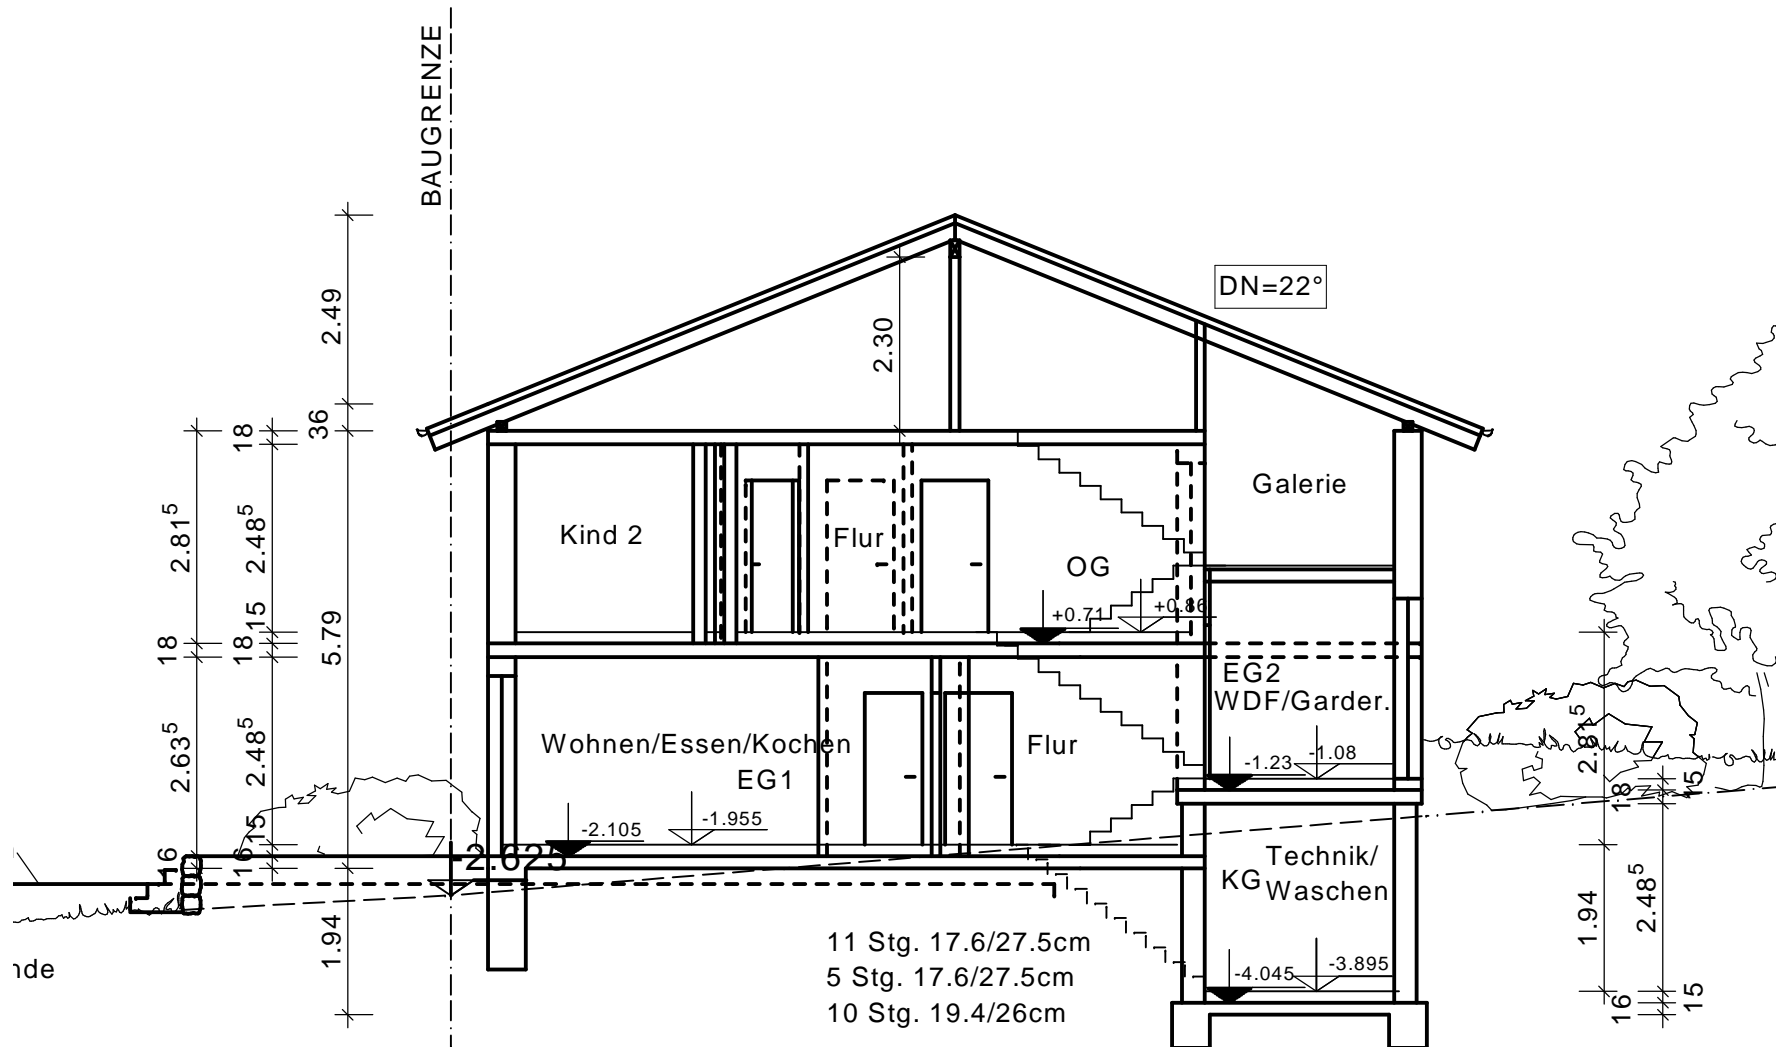 BAUGRENZE
DN=22°
2.49
36
5.79
1.94
2.30
18
2.48⁵
15
18
2.48⁵
15
16
2.81⁵
18
2.63⁵
16
Galerie
Kind 2
Flur
OG
+0.71
+0.86
EG2
WDF/Garder.
Wohnen/Essen/Kochen
EG1
Flur
-1.23
-1.08
-2.105
-1.955
-2.625
Technik/
KG Waschen
-4.045
-3.895
11 Stg. 17.6/27.5cm
5 Stg. 17.6/27.5cm
10 Stg. 19.4/26cm
2.81⁵
1.94
18
15
2.48⁵
16
15
nde